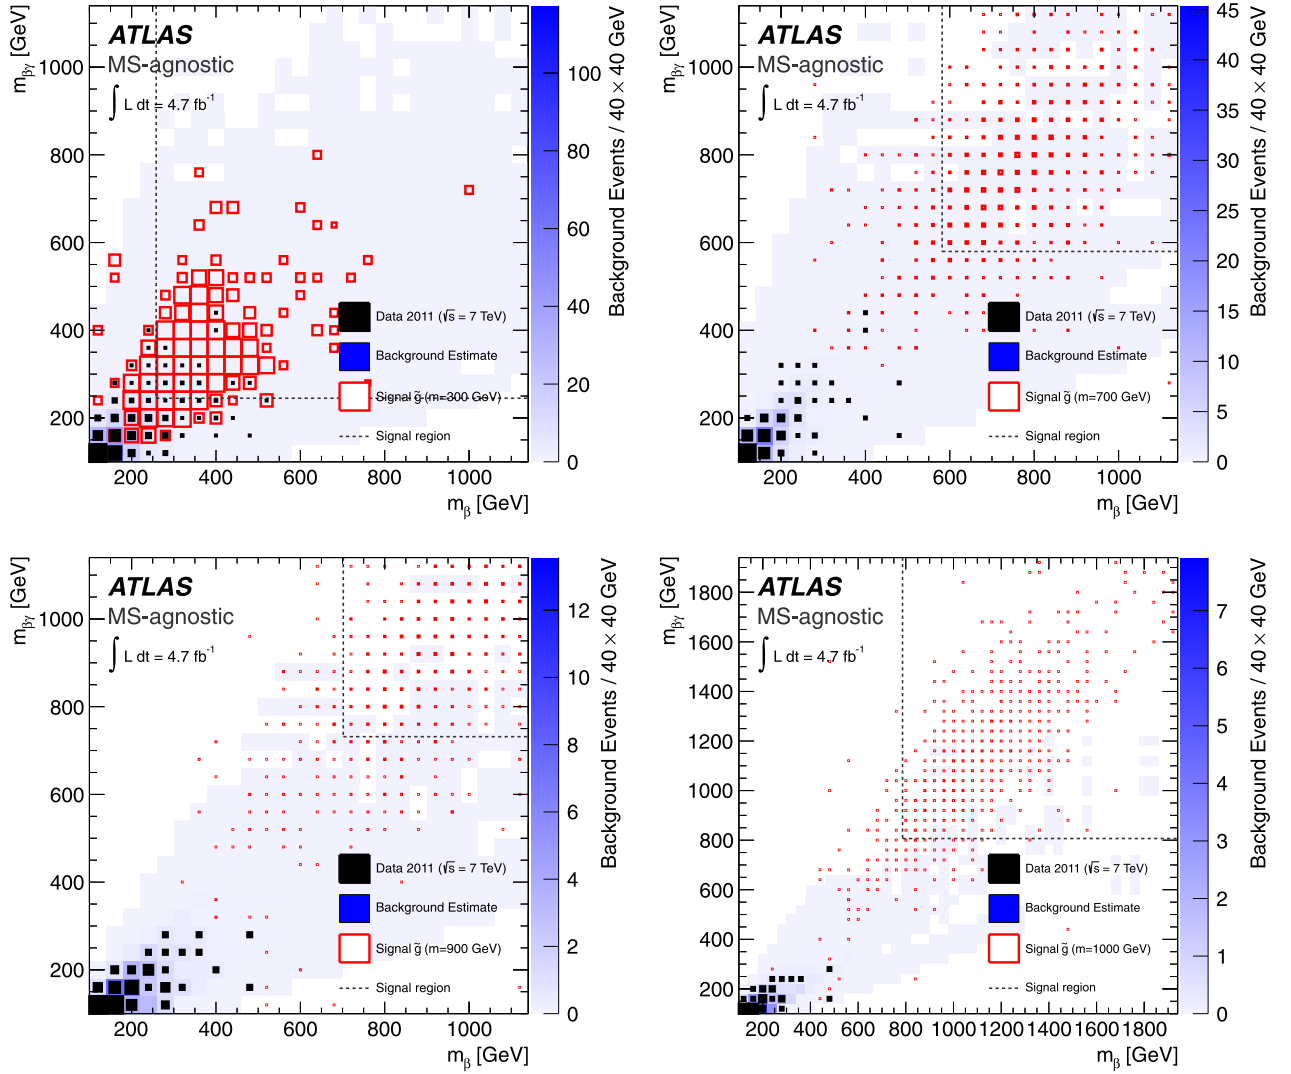 ATLAS
MS-agnostic
∫ L dt = 4.7 fb⁻¹
m_βγ [GeV]
1000
800
600
400
200
200 400 600 800 1000
m_β [GeV]
Data 2011 (√s = 7 TeV)
Background Estimate
Signal g̃ (m=300 GeV)
Signal region
100
80
60
40
20
0
Background Events / 40 × 40 GeV
ATLAS
MS-agnostic
∫ L dt = 4.7 fb⁻¹
m_βγ [GeV]
1000
800
600
400
200
200 400 600 800 1000
m_β [GeV]
Data 2011 (√s = 7 TeV)
Background Estimate
Signal g̃ (m=700 GeV)
Signal region
45
40
35
30
25
20
15
10
5
0
Background Events / 40 × 40 GeV
ATLAS
MS-agnostic
∫ L dt = 4.7 fb⁻¹
m_βγ [GeV]
1000
800
600
400
200
200 400 600 800 1000
m_β [GeV]
Data 2011 (√s = 7 TeV)
Background Estimate
Signal g̃ (m=900 GeV)
Signal region
12
10
8
6
4
2
0
Background Events / 40 × 40 GeV
ATLAS
MS-agnostic
∫ L dt = 4.7 fb⁻¹
m_βγ [GeV]
1800
1600
1400
1200
1000
800
600
400
200
200 400 600 800 1000 1200 1400 1600 1800
m_β [GeV]
Data 2011 (√s = 7 TeV)
Background Estimate
Signal g̃ (m=1000 GeV)
Signal region
7
6
5
4
3
2
1
0
Background Events / 40 × 40 GeV